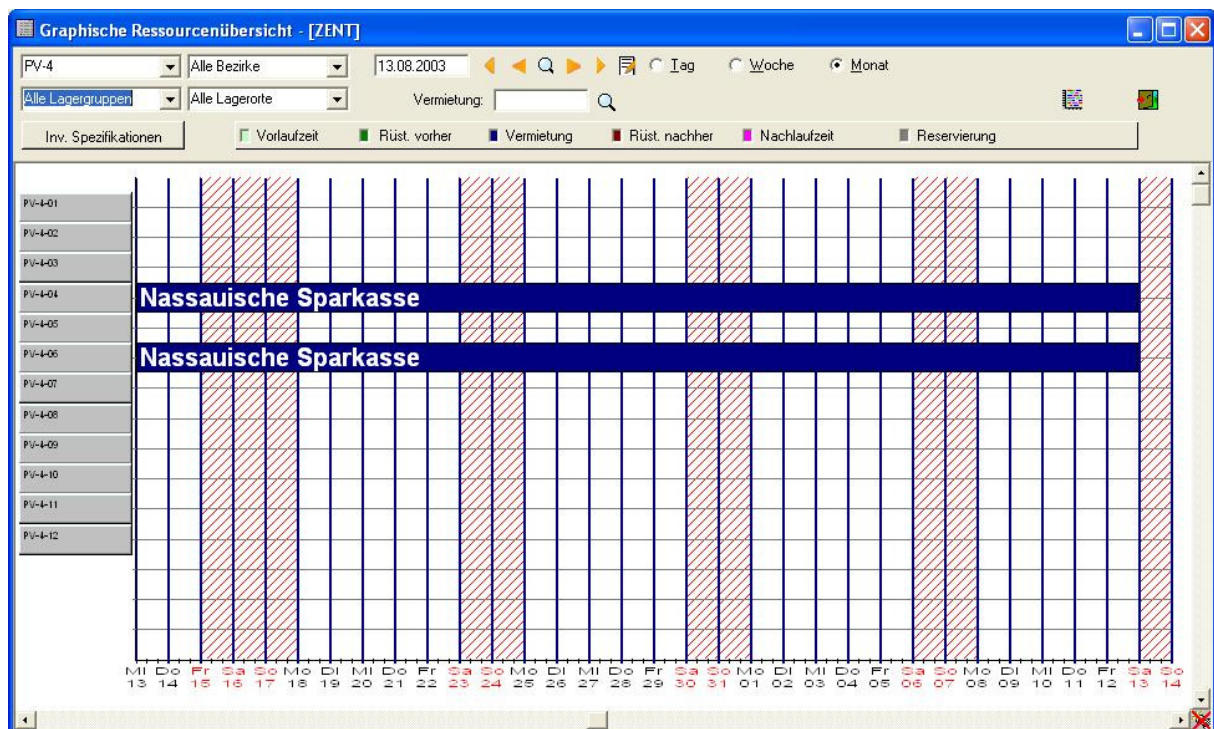 Graphische Ressourcenübersicht - [ZENT]
PV-4 Alle Bezirke 13.08.2003 Tag Woche Monat
Alle Lagergruppen Alle Lagerorte Vermietung:
Inv. Spezifikationen Vorlaufzeit Rüst. vorher Vermietung Rüst. nachher Nachlaufzeit Reservierung
PV-4-01
PV-4-02
PV-4-03
PV-4-04 Nassauische Sparkasse
PV-4-05
PV-4-06 Nassauische Sparkasse
PV-4-07
PV-4-08
PV-4-09
PV-4-10
PV-4-11
PV-4-12
Mi Do Fr Sa So Mo Di Mi Do Fr Sa So Mo Di Mi Do Fr Sa So Mo Di Mi Do Fr Sa So Mo Di Mi Do Fr Sa So
13 14 15 16 17 18 19 20 21 22 23 24 25 26 27 28 29 30 31 01 02 03 04 05 06 07 08 09 10 11 12 13 14